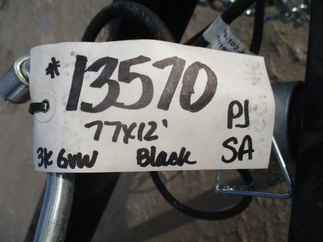 *13570
77X12' PJ
3K GVW Black SA